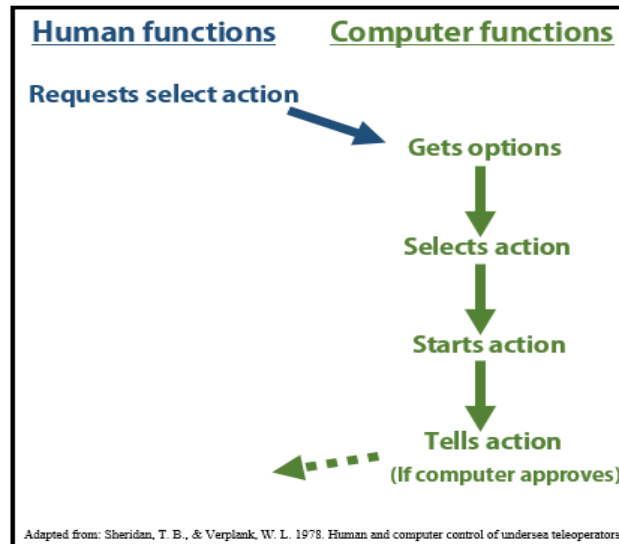 Human functions
Computer functions
Requests select action
Gets options
Selects action
Starts action
Tells action
(If computer approves)
Adapted from: Sheridan, T. B., & Verplank, W. L. 1978. Human and computer control of undersea teleoperators